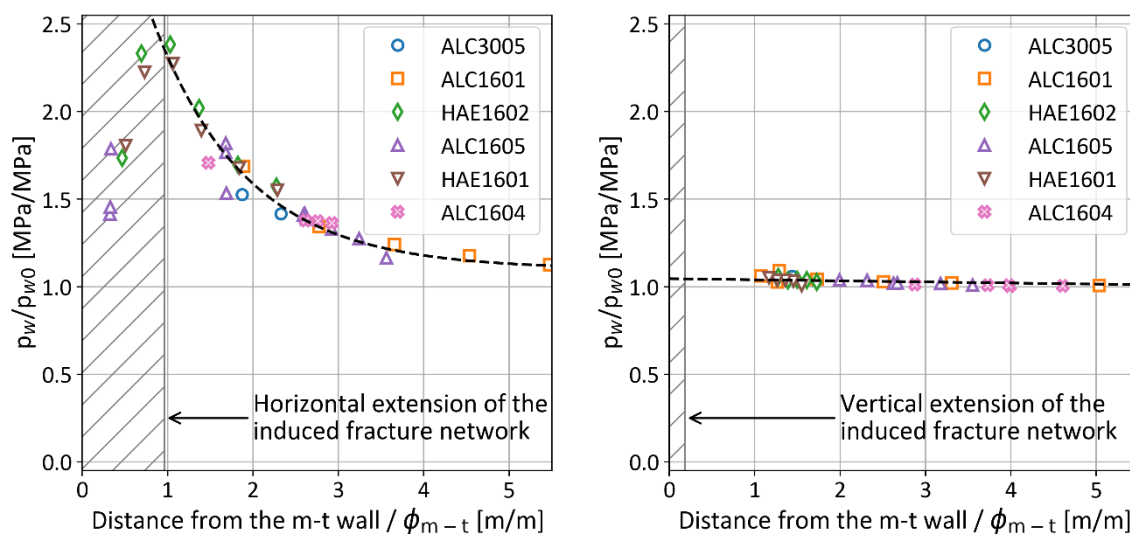 2.5
2.0
1.5
1.0
0.5
0.0
p_w/p_w0 [MPa/MPa]
ALC3005
ALC1601
HAE1602
ALC1605
HAE1601
ALC1604
Horizontal extension of the
induced fracture network
0 1 2 3 4 5
Distance from the m-t wall / ϕ_m − t [m/m]
2.5
2.0
1.5
1.0
0.5
0.0
p_w/p_w0 [MPa/MPa]
ALC3005
ALC1601
HAE1602
ALC1605
HAE1601
ALC1604
Vertical extension of the
induced fracture network
0 1 2 3 4 5
Distance from the m-t wall / ϕ_m − t [m/m]